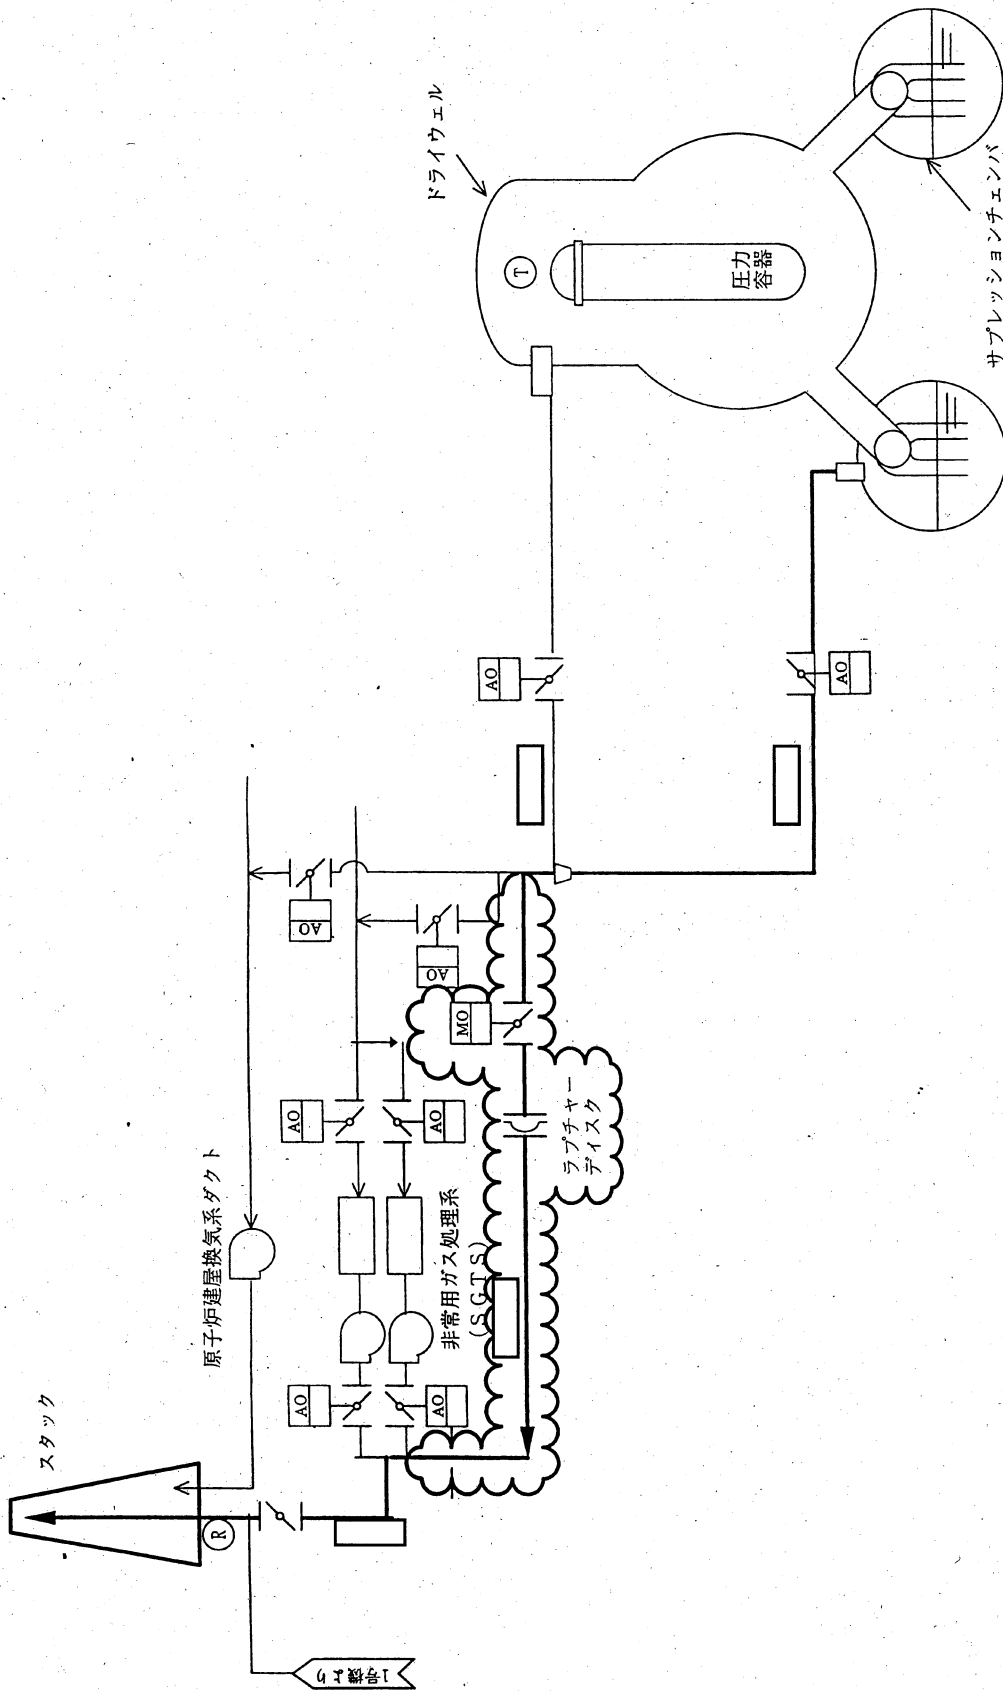 スタック
R
1号機より
原子炉建屋換気系ダクト
AO
AO
AO
AO
AO
AO
非常用ガス処理系
(SGTS)
MO
ラプチャー
ディスク
AO
AO
ドライウェル
T
圧力
容器
サプレッションチェンバ